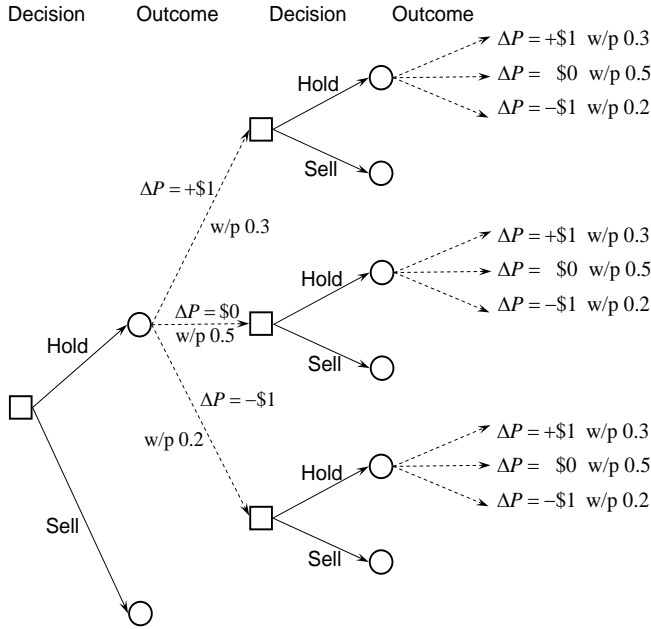 Decision Outcome Decision Outcome
ΔP = +$1 w/p 0.3
Hold
ΔP = $0 w/p 0.5
ΔP = −$1 w/p 0.2
Sell
ΔP = +$1
w/p 0.3
ΔP = +$1 w/p 0.3
Hold
ΔP = $0 w/p 0.5
ΔP = −$1 w/p 0.2
ΔP = $0
w/p 0.5
Hold
Sell
ΔP = −$1
w/p 0.2
ΔP = +$1 w/p 0.3
Hold
ΔP = $0 w/p 0.5
ΔP = −$1 w/p 0.2
Sell
Sell